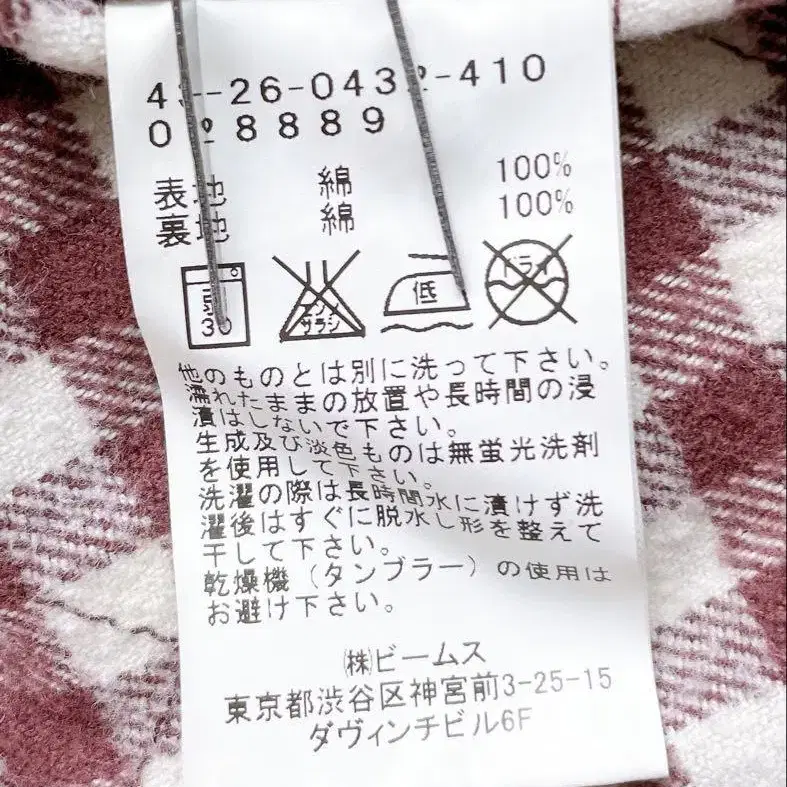 43-26-0432-410
028889
表地 綿 100%
裏地 綿 100%
弱 30
エンソ サラシ
低
ドライ
他のものとは別に洗って下さい。
濡れたままの放置や長時間の浸
漬はしないで下さい。
生成及び淡色ものは無蛍光洗剤
を使用して下さい。
洗濯の際は長時間水に漬けず洗
濯後はすぐに脱水し形を整えて
干して下さい。
乾燥機（タンブラー）の使用は
お避け下さい。
㈱ビームス
東京都渋谷区神宮前3-25-15
ダヴィンチビル6F